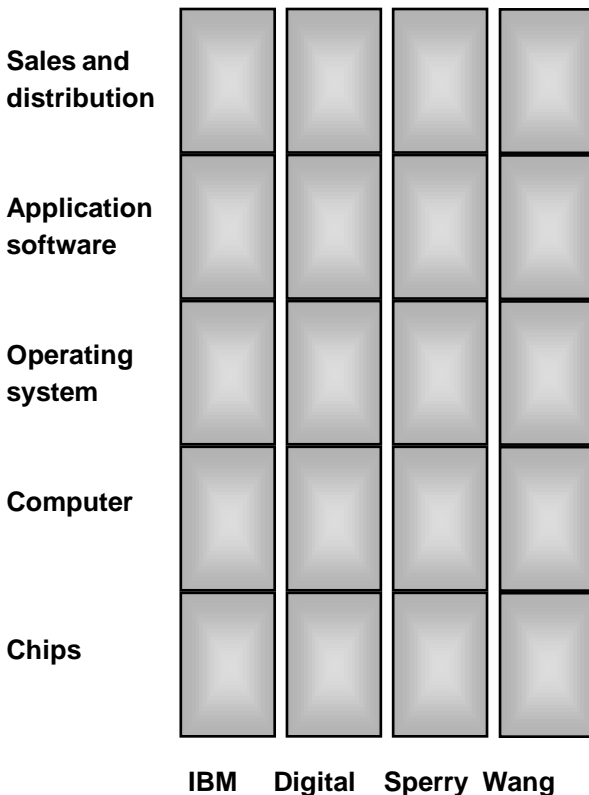 Sales and
distribution
Application
software
Operating
system
Computer
Chips
IBM Digital Sperry Wang